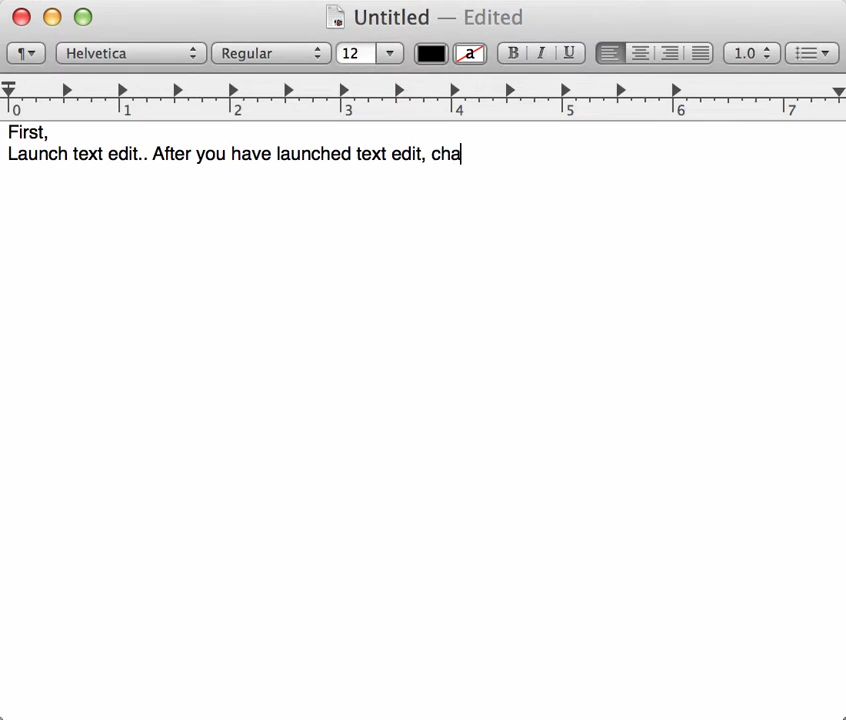 Untitled — Edited
¶ Helvetica Regular 12 a B I U 1.0
0 1 2 3 4 5 6 7
First,
Launch text edit.. After you have launched text edit, cha